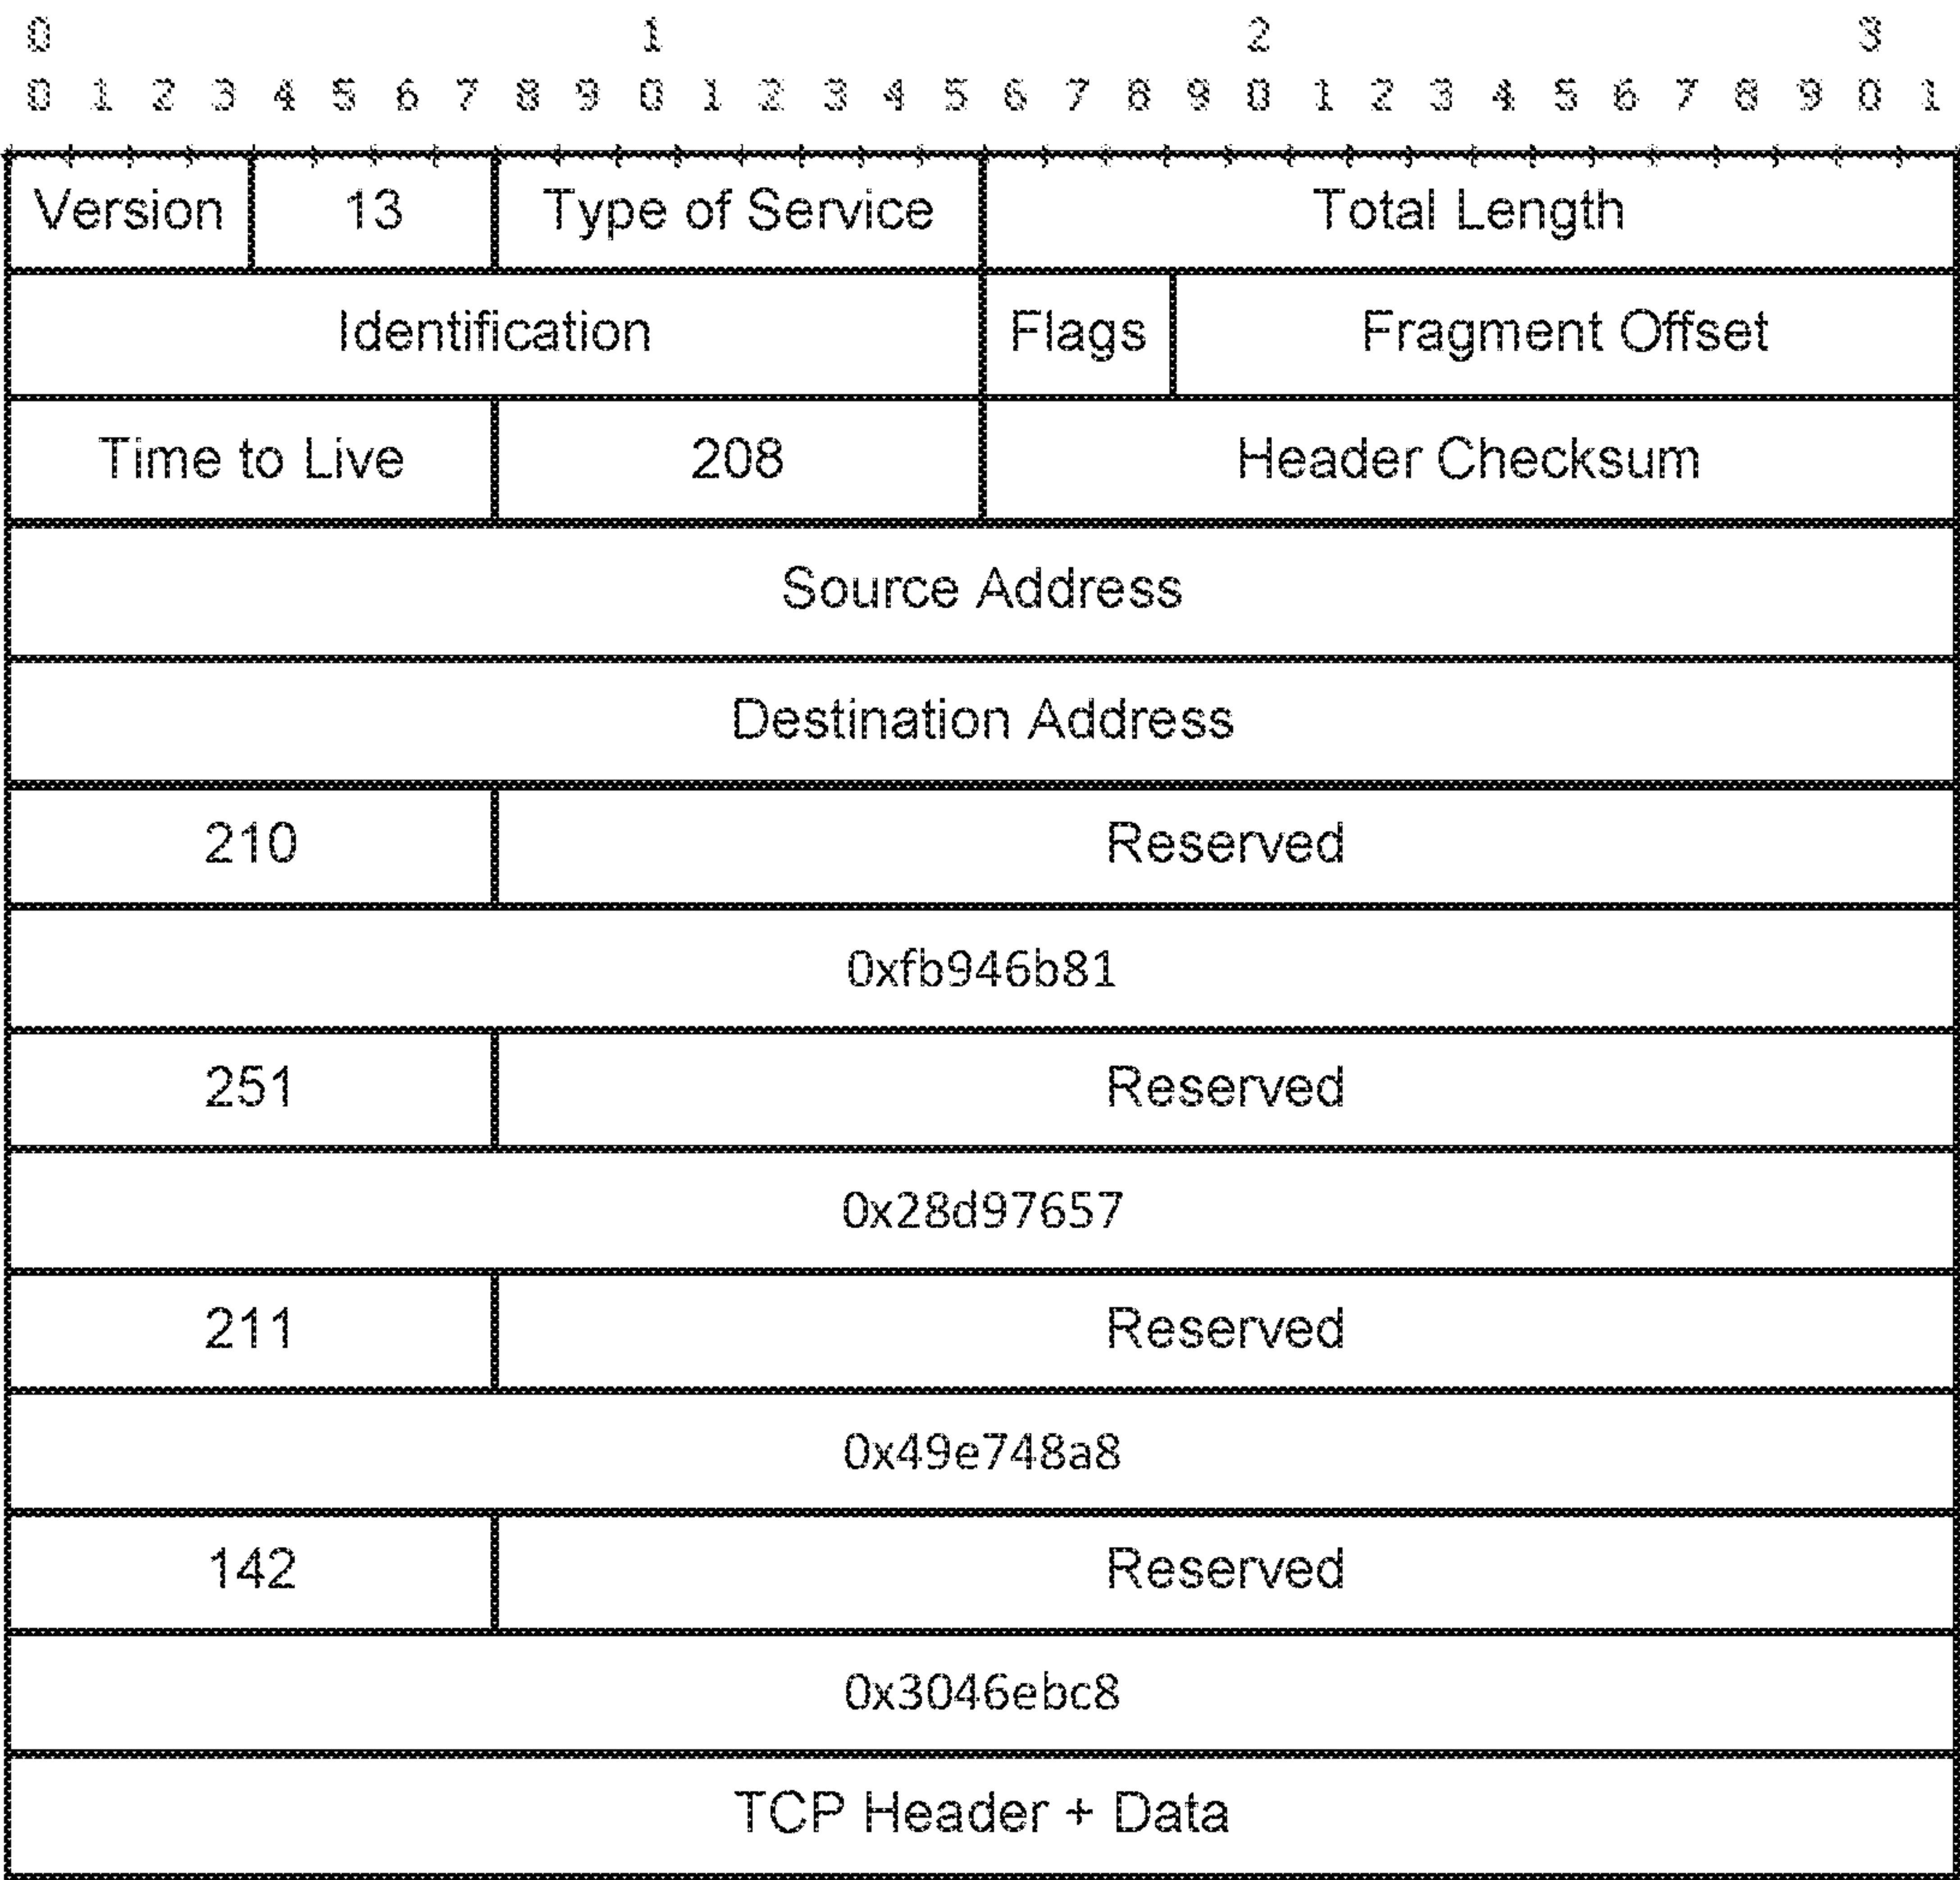 0 1 2 3
0 1 2 3 4 5 6 7 8 9 0 1 2 3 4 5 6 7 8 9 0 1 2 3 4 5 6 7 8 9 0 1
Version 13 Type of Service Total Length
Identification Flags Fragment Offset
Time to Live 208 Header Checksum
Source Address
Destination Address
210 Reserved
0xfb946b81
251 Reserved
0x28d97657
211 Reserved
0x49e748a8
142 Reserved
0x3046ebc8
TCP Header + Data